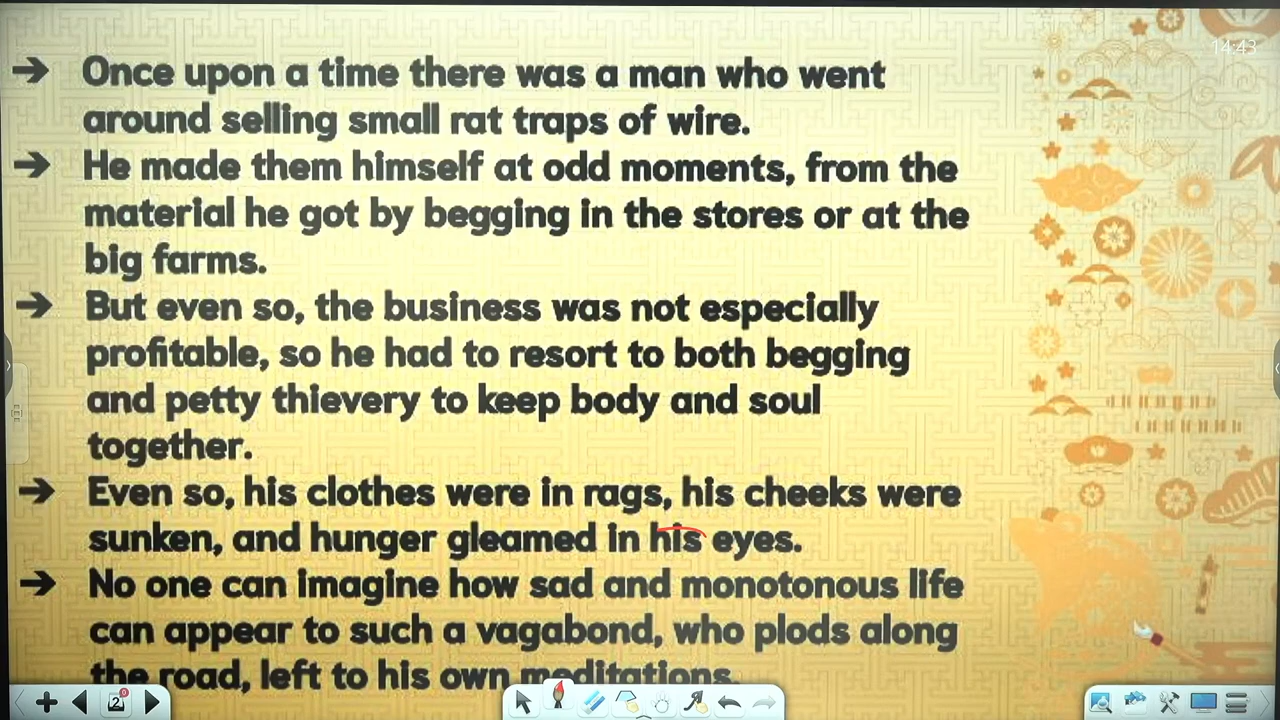 14:43
→ Once upon a time there was a man who went
around selling small rat traps of wire.
→ He made them himself at odd moments, from the
material he got by begging in the stores or at the
big farms.
→ But even so, the business was not especially
profitable, so he had to resort to both begging
and petty thievery to keep body and soul
together.
→ Even so, his clothes were in rags, his cheeks were
sunken, and hunger gleamed in his eyes.
→ No one can imagine how sad and monotonous life
can appear to such a vagabond, who plods along
the road, left to his own meditations.
2